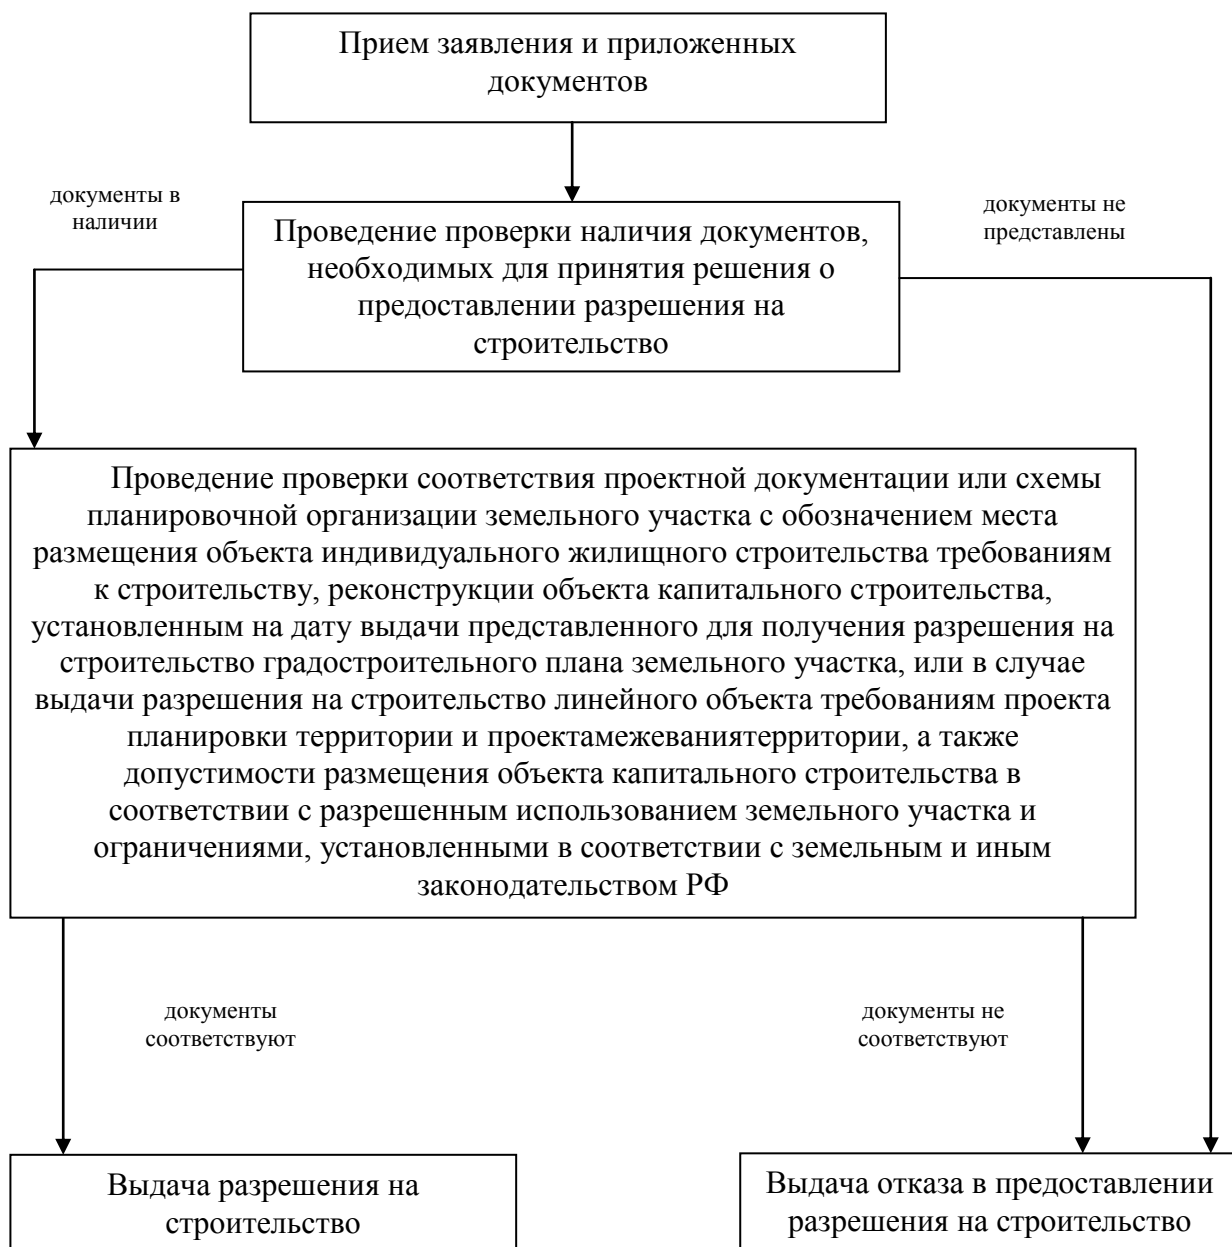 Прием заявления и приложенных
документов
документы в
наличии
документы не
представлены
Проведение проверки наличия документов,
необходимых для принятия решения о
предоставлении разрешения на
строительство
Проведение проверки соответствия проектной документации или схемы
планировочной организации земельного участка с обозначением места
размещения объекта индивидуального жилищного строительства требованиям
к строительству, реконструкции объекта капитального строительства,
установленным на дату выдачи представленного для получения разрешения на
строительство градостроительного плана земельного участка, или в случае
выдачи разрешения на строительство линейного объекта требованиям проекта
планировки территории и проектамежеваниятерритории, а также
допустимости размещения объекта капитального строительства в
соответствии с разрешенным использованием земельного участка и
ограничениями, установленными в соответствии с земельным и иным
законодательством РФ
документы
соответствуют
документы не
соответствуют
Выдача разрешения на
строительство
Выдача отказа в предоставлении
разрешения на строительство